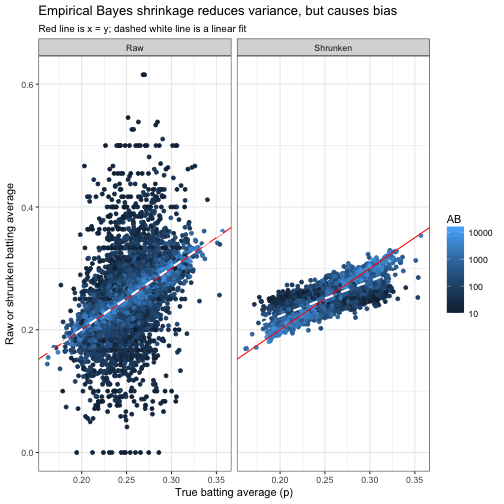 Empirical Bayes shrinkage reduces variance, but causes bias
Red line is x = y; dashed white line is a linear fit
Raw
Shrunken
0.6
0.4
0.2
0.0
Raw or shrunken batting average
0.20
0.25
0.30
0.35
0.20
0.25
0.30
0.35
True batting average (p)
AB
10000
1000
100
10